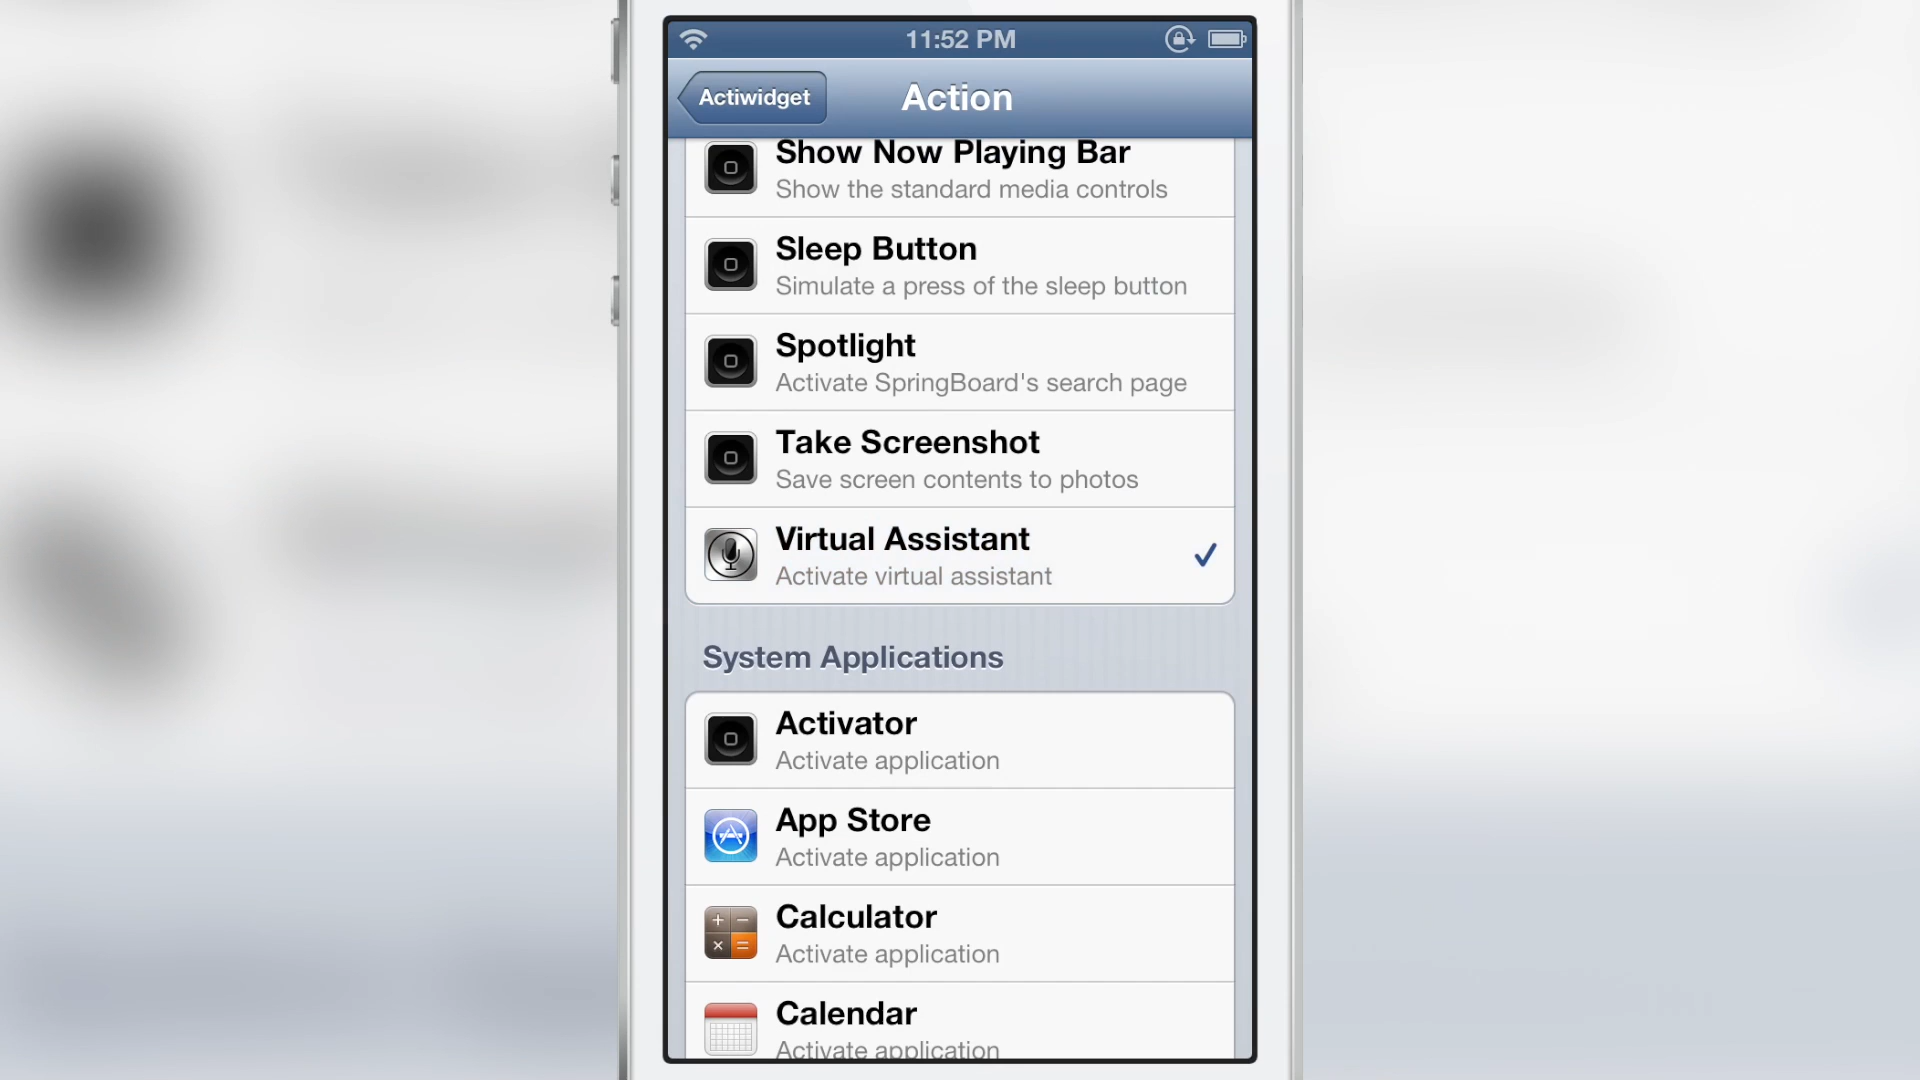 11:52 PM
Actiwidget
Action
Show Now Playing Bar
Show the standard media controls
Sleep Button
Simulate a press of the sleep button
Spotlight
Activate SpringBoard's search page
Take Screenshot
Save screen contents to photos
Virtual Assistant
Activate virtual assistant
System Applications
Activator
Activate application
App Store
Activate application
Calculator
Activate application
Calendar
Activate application